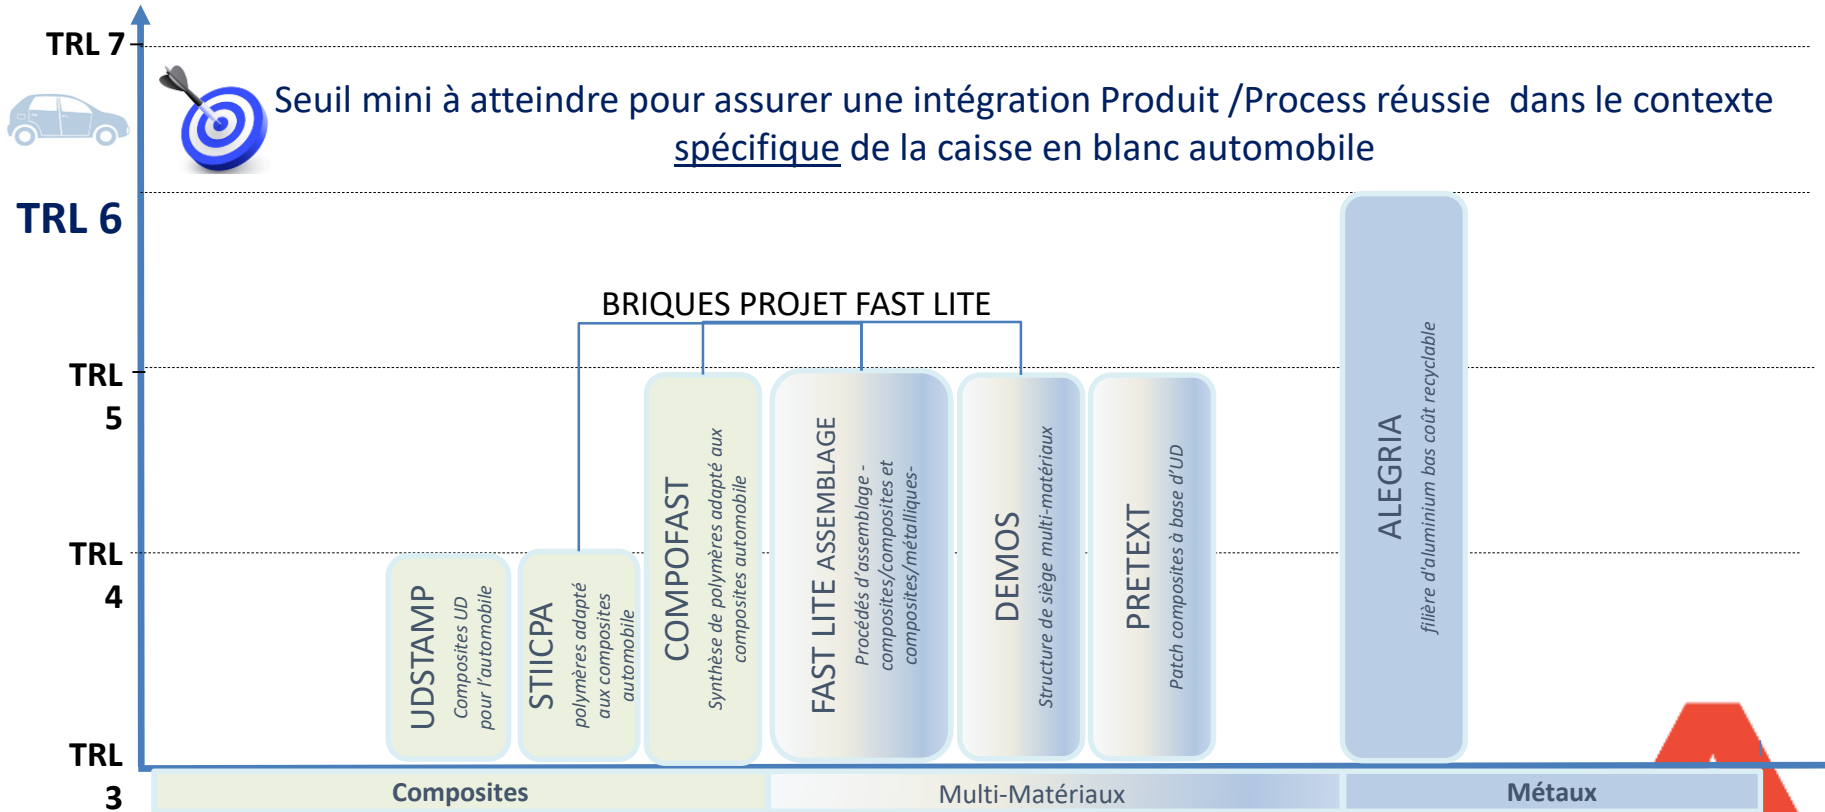 TRL 7
Seuil mini à atteindre pour assurer une intégration Produit /Process réussie dans le contexte
spécifique de la caisse en blanc automobile
TRL 6
BRIQUES PROJET FAST LITE
TRL
5
TRL
4
TRL
3
UDSTAMP
Composites UD
pour l'automobile
STIICPA
polymères adapté
aux composites
automobile
COMPOFAST
Synthèse de polymères adapté aux
composites automobile
FAST LITE ASSEMBLAGE
Procédés d'assemblage -
composites/composites et
composites/métalliques-
DEMOS
Structure de siège multi-matériaux
PRETEXT
Patch composites à base d'UD
ALEGRIA
filière d'aluminium bas coût recyclable
Composites
Multi-Matériaux
Métaux